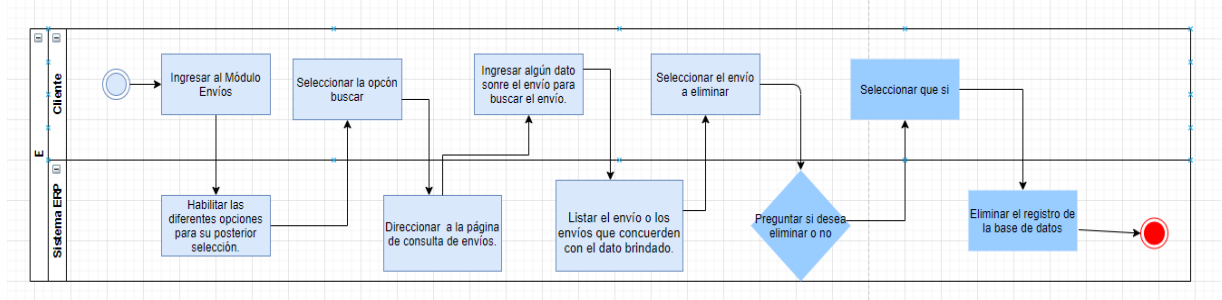 E
Cliente
Sistema ERP
Ingresar al Módulo
Envíos
Habilitar las
diferentes opciones
para su posterior
selección.
Seleccionar la opcón
buscar
Direccionar a la página
de consulta de envíos.
Ingresar algún dato
sonre el envío para
buscar el envío.
Listar el envío o los
envíos que concuerden
con el dato brindado.
Seleccionar el envío
a eliminar
Preguntar si desea
eliminar o no
Seleccionar que si
Eliminar el registro de
la base de datos